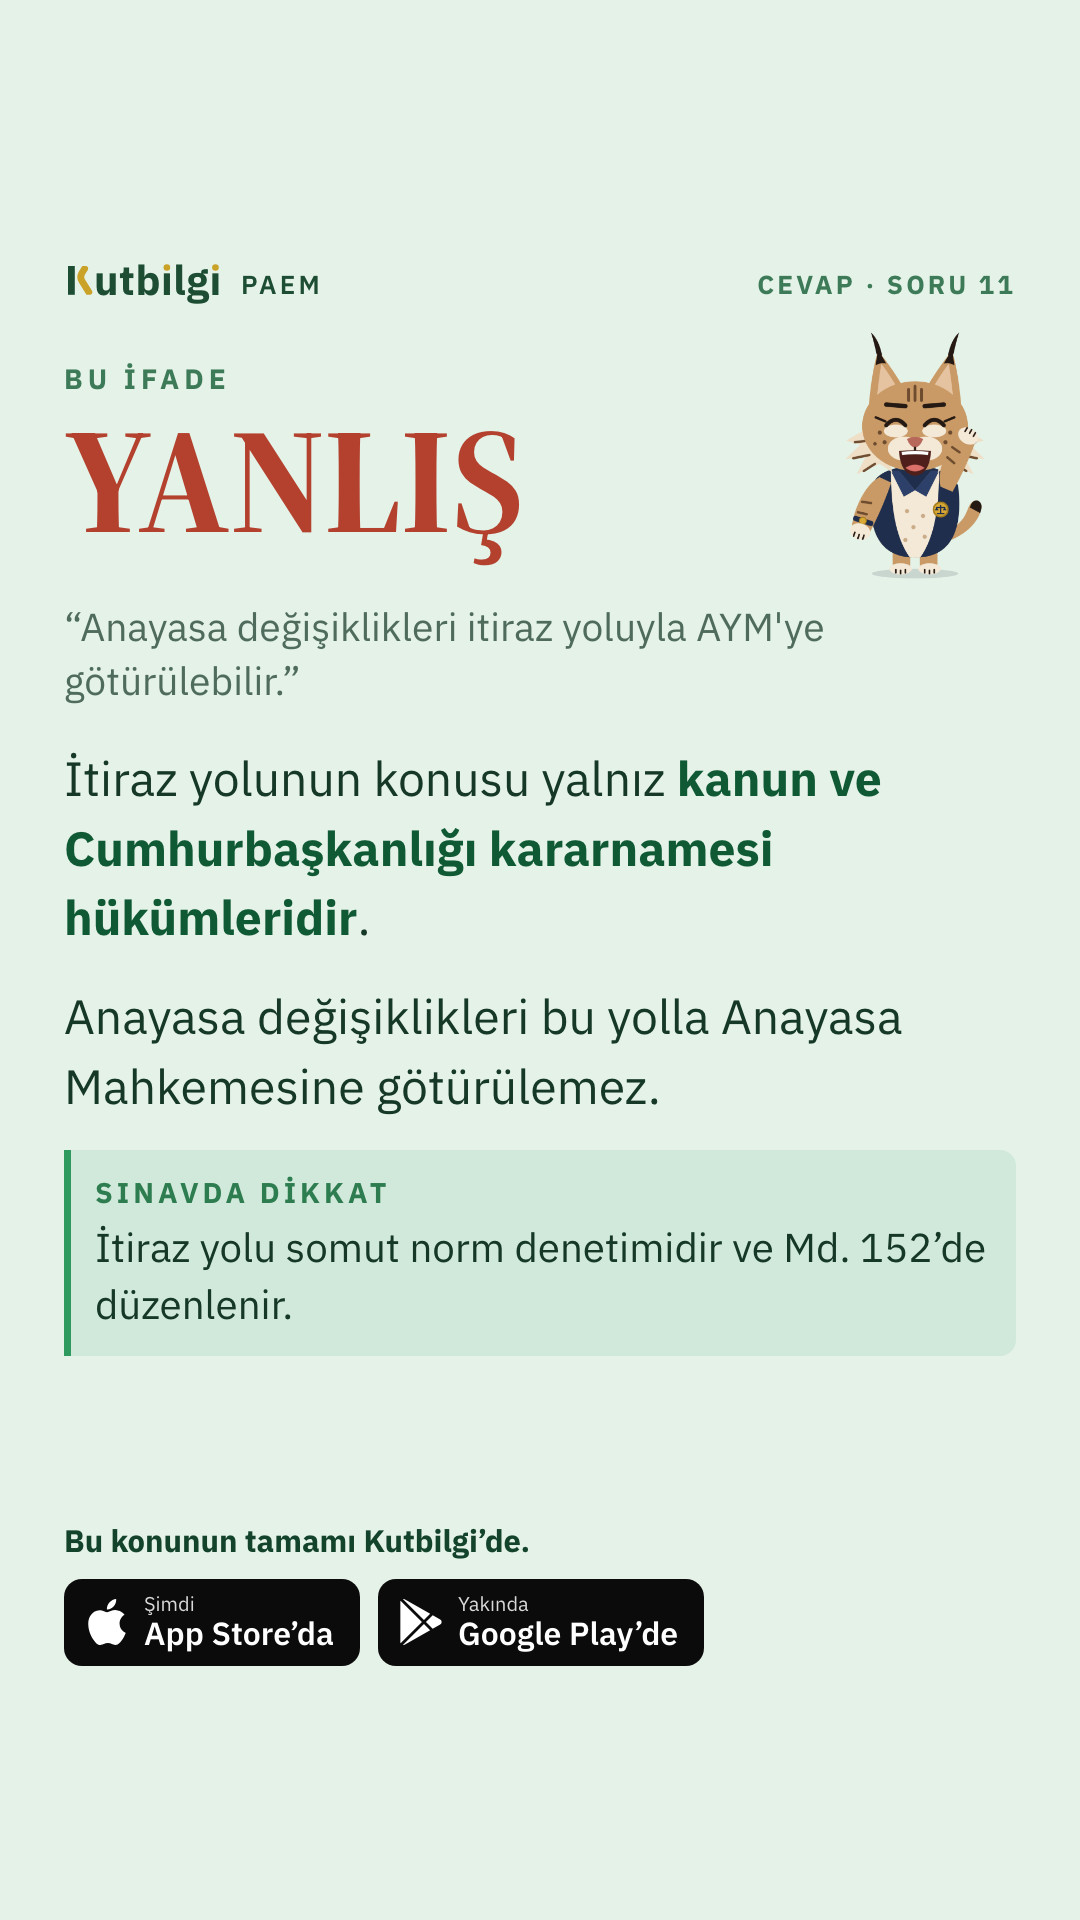 Kutbilgi PAEM
CEVAP · SORU 11
BU İFADE
YANLIŞ
“Anayasa değişiklikleri itiraz yoluyla AYM'ye
götürülebilir.”
İtiraz yolunun konusu yalnız kanun ve
Cumhurbaşkanlığı kararnamesi
hükümleridir.
Anayasa değişiklikleri bu yolla Anayasa
Mahkemesine götürülemez.
SINAVDA DİKKAT
İtiraz yolu somut norm denetimidir ve Md. 152’de
düzenlenir.
Bu konunun tamamı Kutbilgi’de.
Şimdi
App Store’da
Yakında
Google Play’de